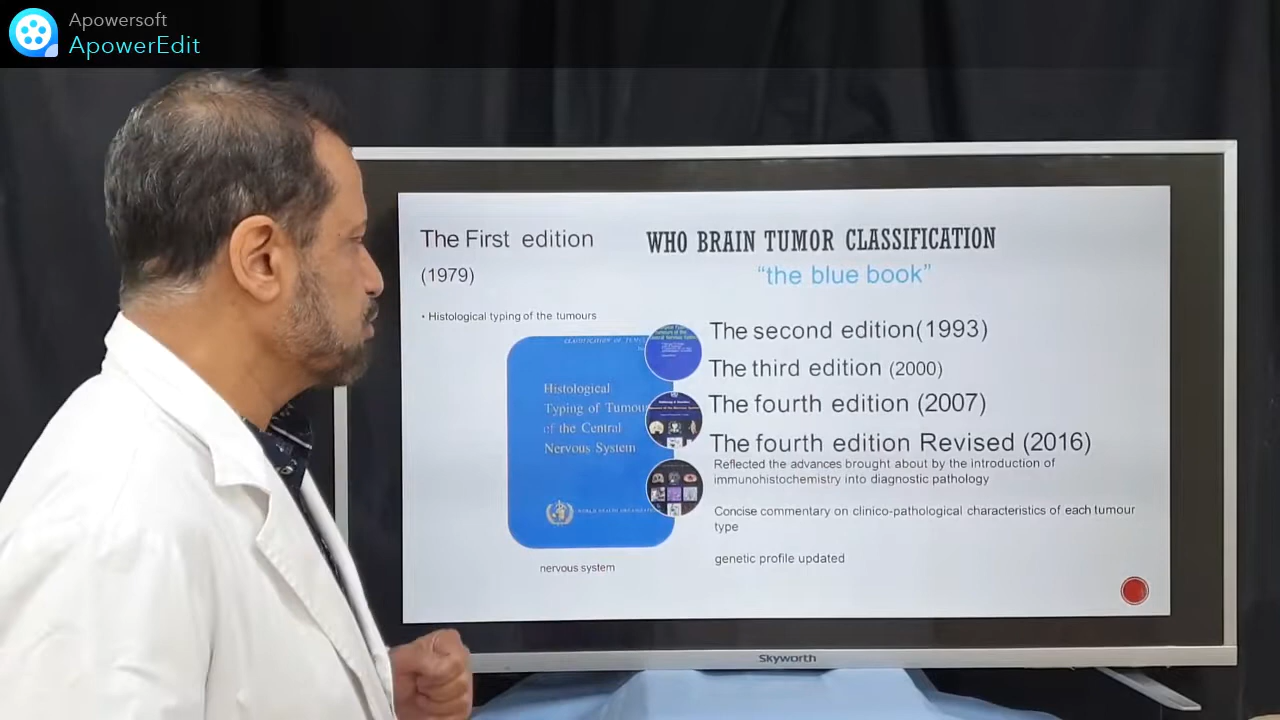 Apowersoft
ApowerEdit
The First edition
(1979)
WHO BRAIN TUMOR CLASSIFICATION
“the blue book”
• Histological typing of the tumours
Histological
Typing of Tumou
of the Central
Nervous System
nervous system
The second edition(1993)
The third edition (2000)
The fourth edition (2007)
The fourth edition Revised (2016)
Reflected the advances brought about by the introduction of
immunohistochemistry into diagnostic pathology
Concise commentary on clinico-pathological characteristics of each tumour
type
genetic profile updated
Skyworth